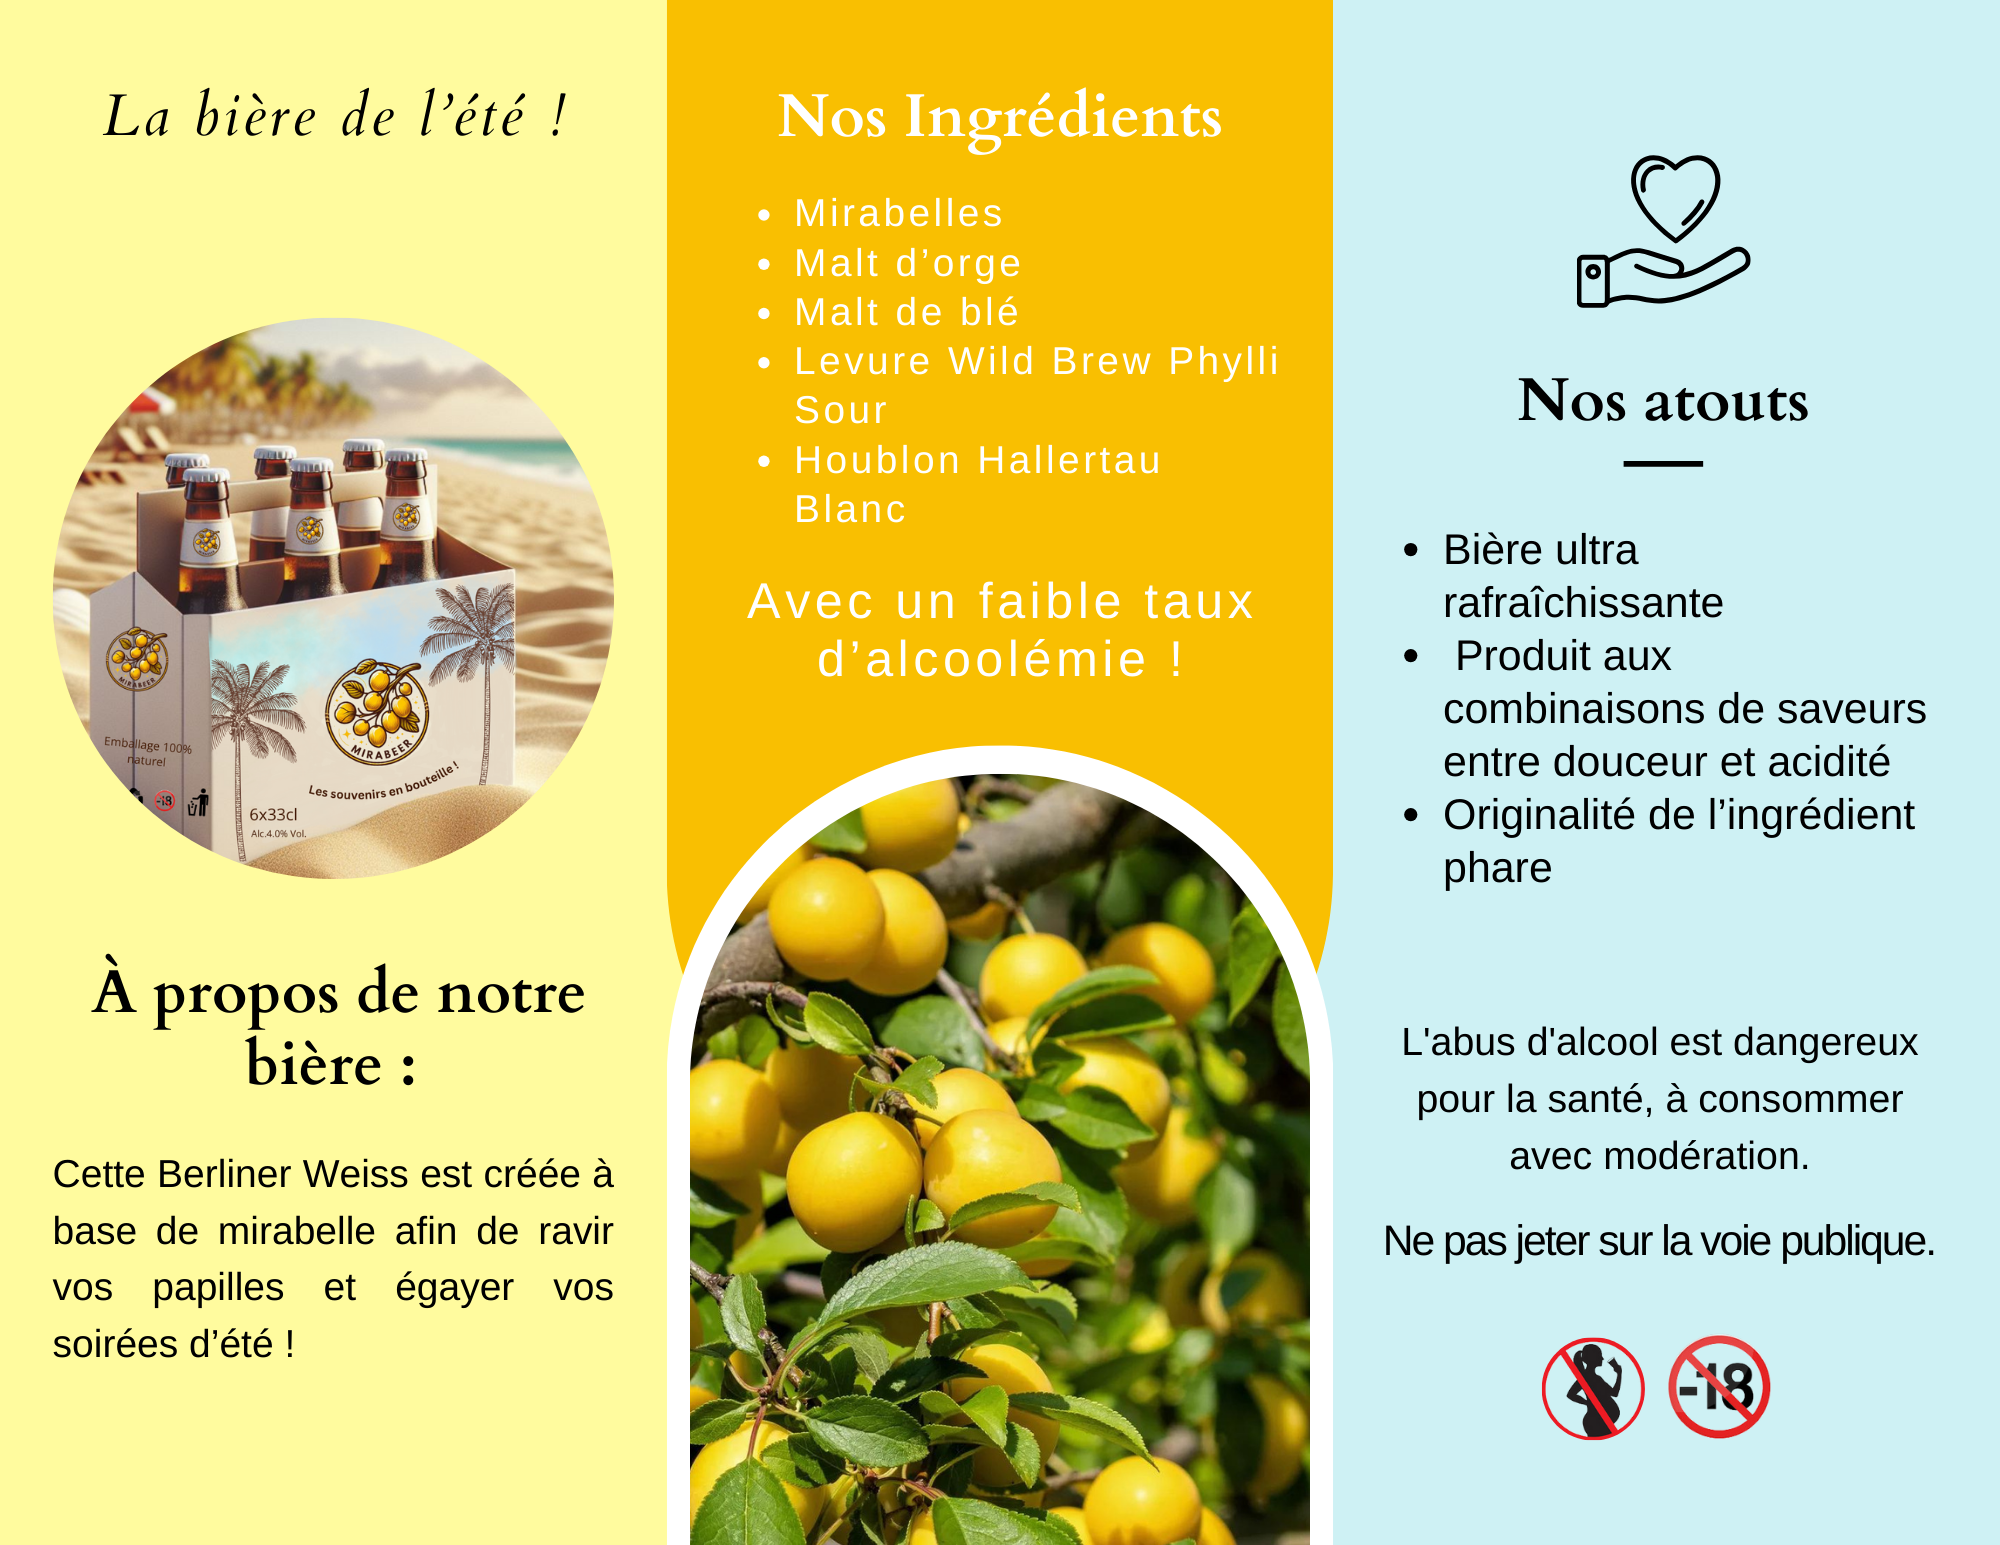 La bière de l’été !
MIRABEER
Emballage 100%
naturel
-18
MIRABEER
Les souvenirs en bouteille !
6x33cl
Alc.4.0% Vol.
À propos de notre
bière :
Cette Berliner Weiss est créée à
base de mirabelle afin de ravir
vos papilles et égayer vos
soirées d’été !
Nos Ingrédients
• Mirabelles
• Malt d’orge
• Malt de blé
• Levure Wild Brew Phylli
Sour
• Houblon Hallertau
Blanc
Avec un faible taux
d’alcoolémie !
Nos atouts
• Bière ultra
rafraîchissante
• Produit aux
combinaisons de saveurs
entre douceur et acidité
• Originalité de l’ingrédient
phare
L'abus d'alcool est dangereux
pour la santé, à consommer
avec modération.
Ne pas jeter sur la voie publique.
-18